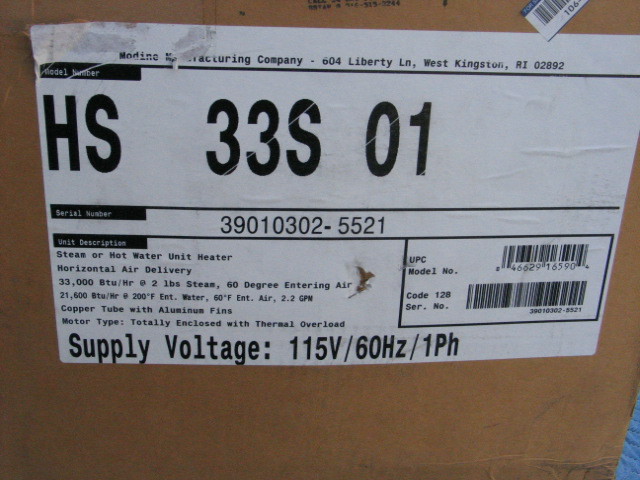 Modine Manufacturing Company - 604 Liberty Ln, West Kingston, RI 02892
Model Number
HS 33S 01
Serial Number
39010302-5521
Unit Description
Steam or Hot Water Unit Heater
Horizontal Air Delivery
33,000 Btu/Hr @ 2 lbs Steam, 60 Degree Entering Air
21,600 Btu/Hr @ 200°F Ent. Water, 60°F Ent. Air, 2.2 GPM
Copper Tube with Aluminum Fins
Motor Type: Totally Enclosed with Thermal Overload
UPC
Model No.
8 46629 16590 4
Code 128
Ser. No.
39010302-5521
Supply Voltage: 115V/60Hz/1Ph